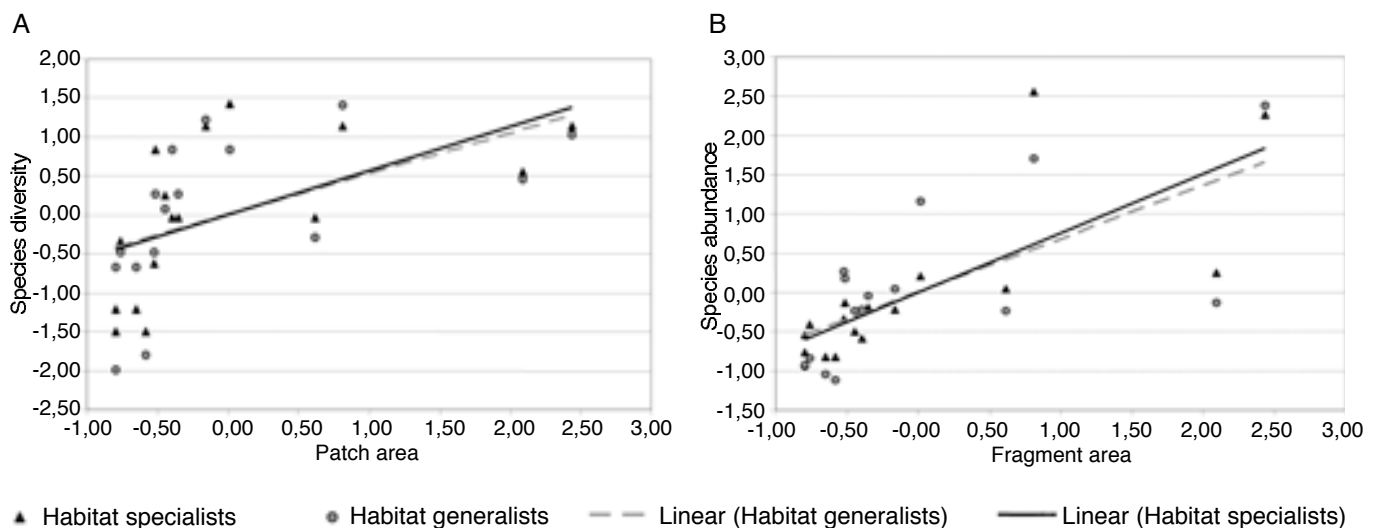 A
2,00
1,50
1,00
0,50
0,00
-0,50
-1,00
-1,50
-2,00
-2,50
Species diversity
-1,00 -0,50 0,00 0,50 1,00 1,50 2,00 2,50 3,00
Patch area
B
3,00
2,50
2,00
1,50
1,00
0,50
0,00
-0,50
-1,00
-1,50
Species abundance
-1,00 -0,50 -0,00 0,50 1,00 1,50 2,00 2,50 3,00
Fragment area
Habitat specialists Habitat generalists Linear (Habitat generalists) Linear (Habitat specialists)